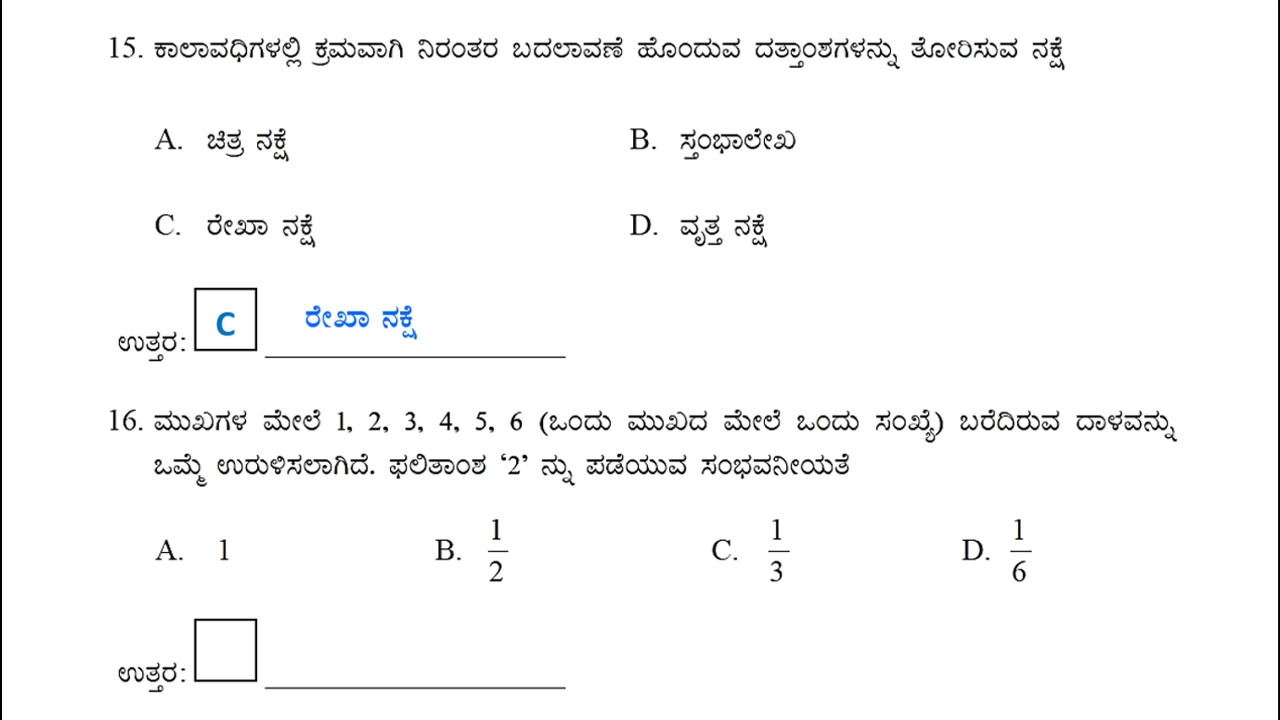 15. ಕಾಲಾವಧಿಗಳಲ್ಲಿ ಕ್ರಮವಾಗಿ ನಿರಂತರ ಬದಲಾವಣೆ ಹೊಂದುವ ದತ್ತಾಂಶಗಳನ್ನು ತೋರಿಸುವ ನಕ್ಷೆ
A. ಚಿತ್ರ ನಕ್ಷೆ B. ಸ್ತಂಭಾಲೇಖ
C. ರೇಖಾ ನಕ್ಷೆ D. ವೃತ್ತ ನಕ್ಷೆ
ಉತ್ತರ: C ರೇಖಾ ನಕ್ಷೆ
16. ಮುಖಗಳ ಮೇಲೆ 1, 2, 3, 4, 5, 6 (ಒಂದು ಮುಖದ ಮೇಲೆ ಒಂದು ಸಂಖ್ಯೆ) ಬರೆದಿರುವ ದಾಳವನ್ನು
ಒಮ್ಮೆ ಉರುಳಿಸಲಾಗಿದೆ. ಫಲಿತಾಂಶ ‘2’ ನ್ನು ಪಡೆಯುವ ಸಂಭವನೀಯತೆ
A. 1 B. 1/2 C. 1/3 D. 1/6
ಉತ್ತರ: